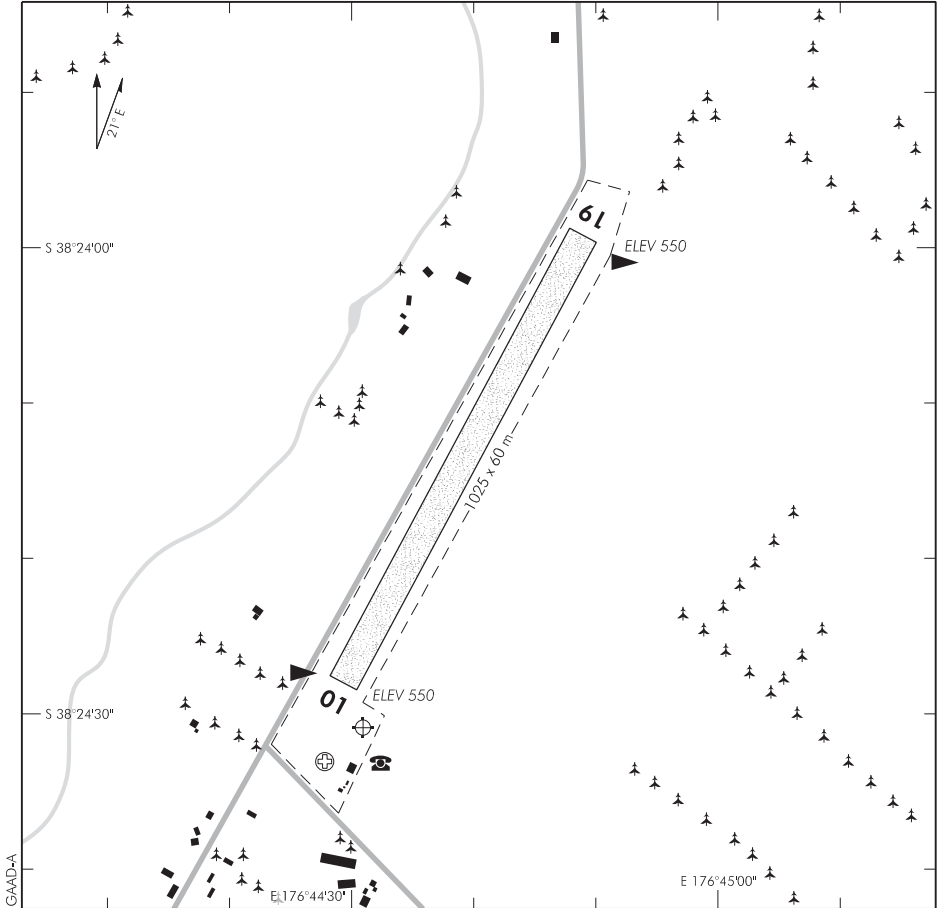 21° E
19
S 38°24'00"
ELEV 550
1025 x 60 m
01
ELEV 550
S 38°24'30"
GAAD-A
E 176°44'30"
E 176°45'00"